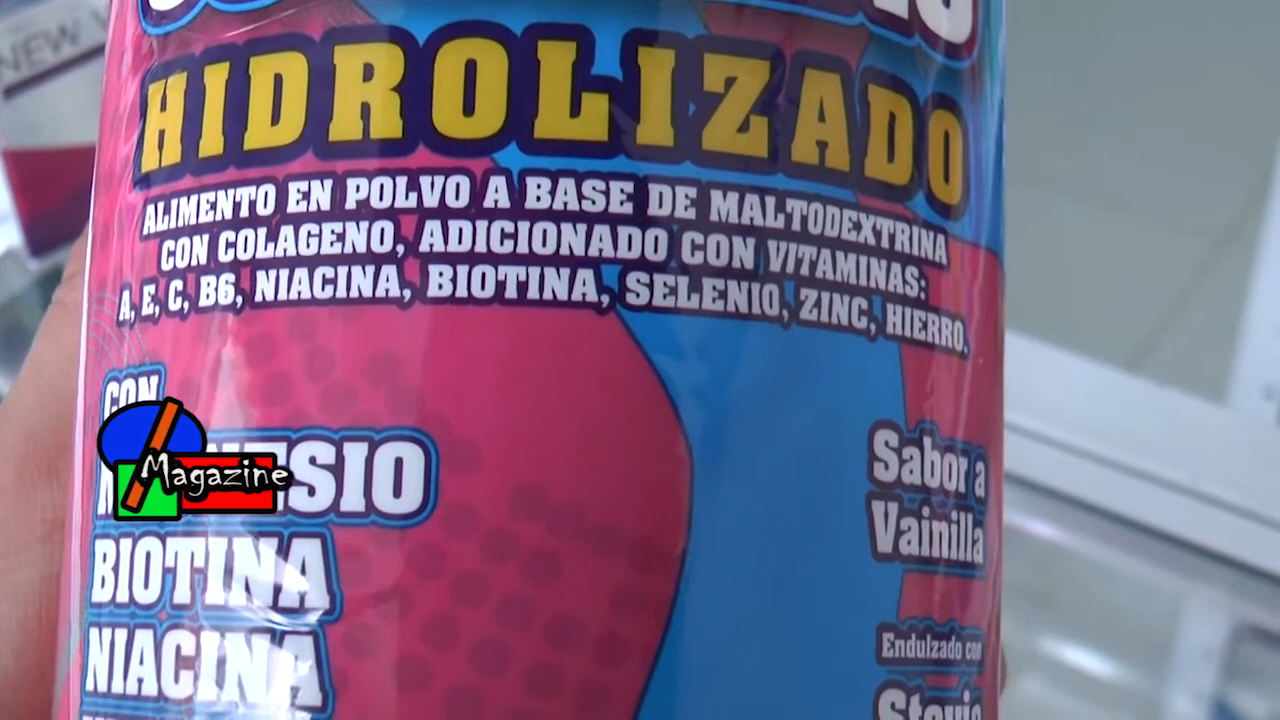 NEW
HIDROLIZADO
ALIMENTO EN POLVO A BASE DE MALTODEXTRINA
CON COLAGENO, ADICIONADO CON VITAMINAS:
A, E, C, B6, NIACINA, BIOTINA, SELENIO, ZINC, HIERRO.
CON
Magazine
BIOTINA
NIACINA
Sabor a
Vainilla
Endulzado con